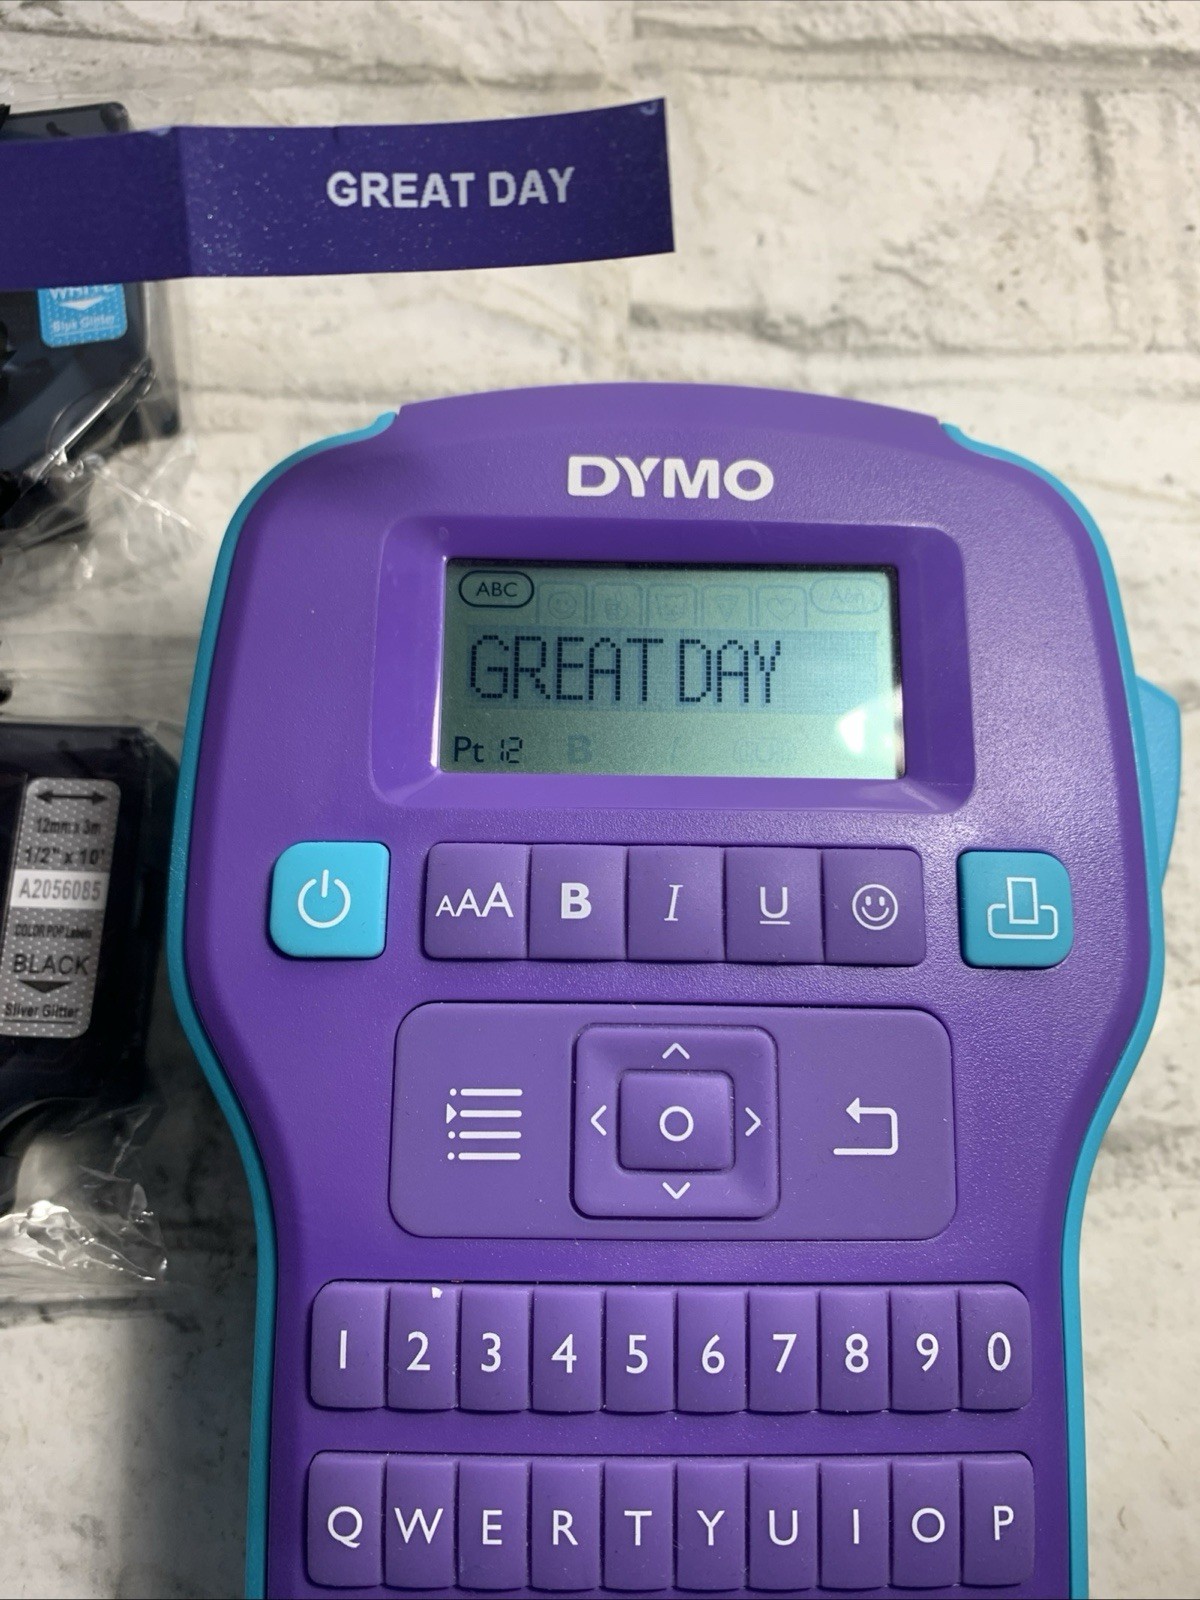 GREAT DAY
WHITE
Blue Glitter
DYMO
ABC
GREAT DAY
Pt 12 B I
12mm x 3m
1/2" x 10'
A2056085
COLOR POP Labels
BLACK
Silver Glitter
AAA B I U
1 2 3 4 5 6 7 8 9 0
Q W E R T Y U I O P